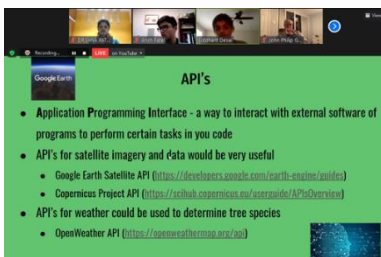 View
Recording...
LIVE on YouTube
Google Earth
API's
Application Programming Interface - a way to interact with external software of
programs to perform certain tasks in you code
API's for satellite imagery and data would be very useful
Google Earth Satellite API (https://developers.google.com/earth-engine/guides)
Copernicus Project API (https://scihub.copernicus.eu/userguide/APIsOverview)
API's for weather could be used to determine tree species
OpenWeather API (https://openweathermap.org/api)